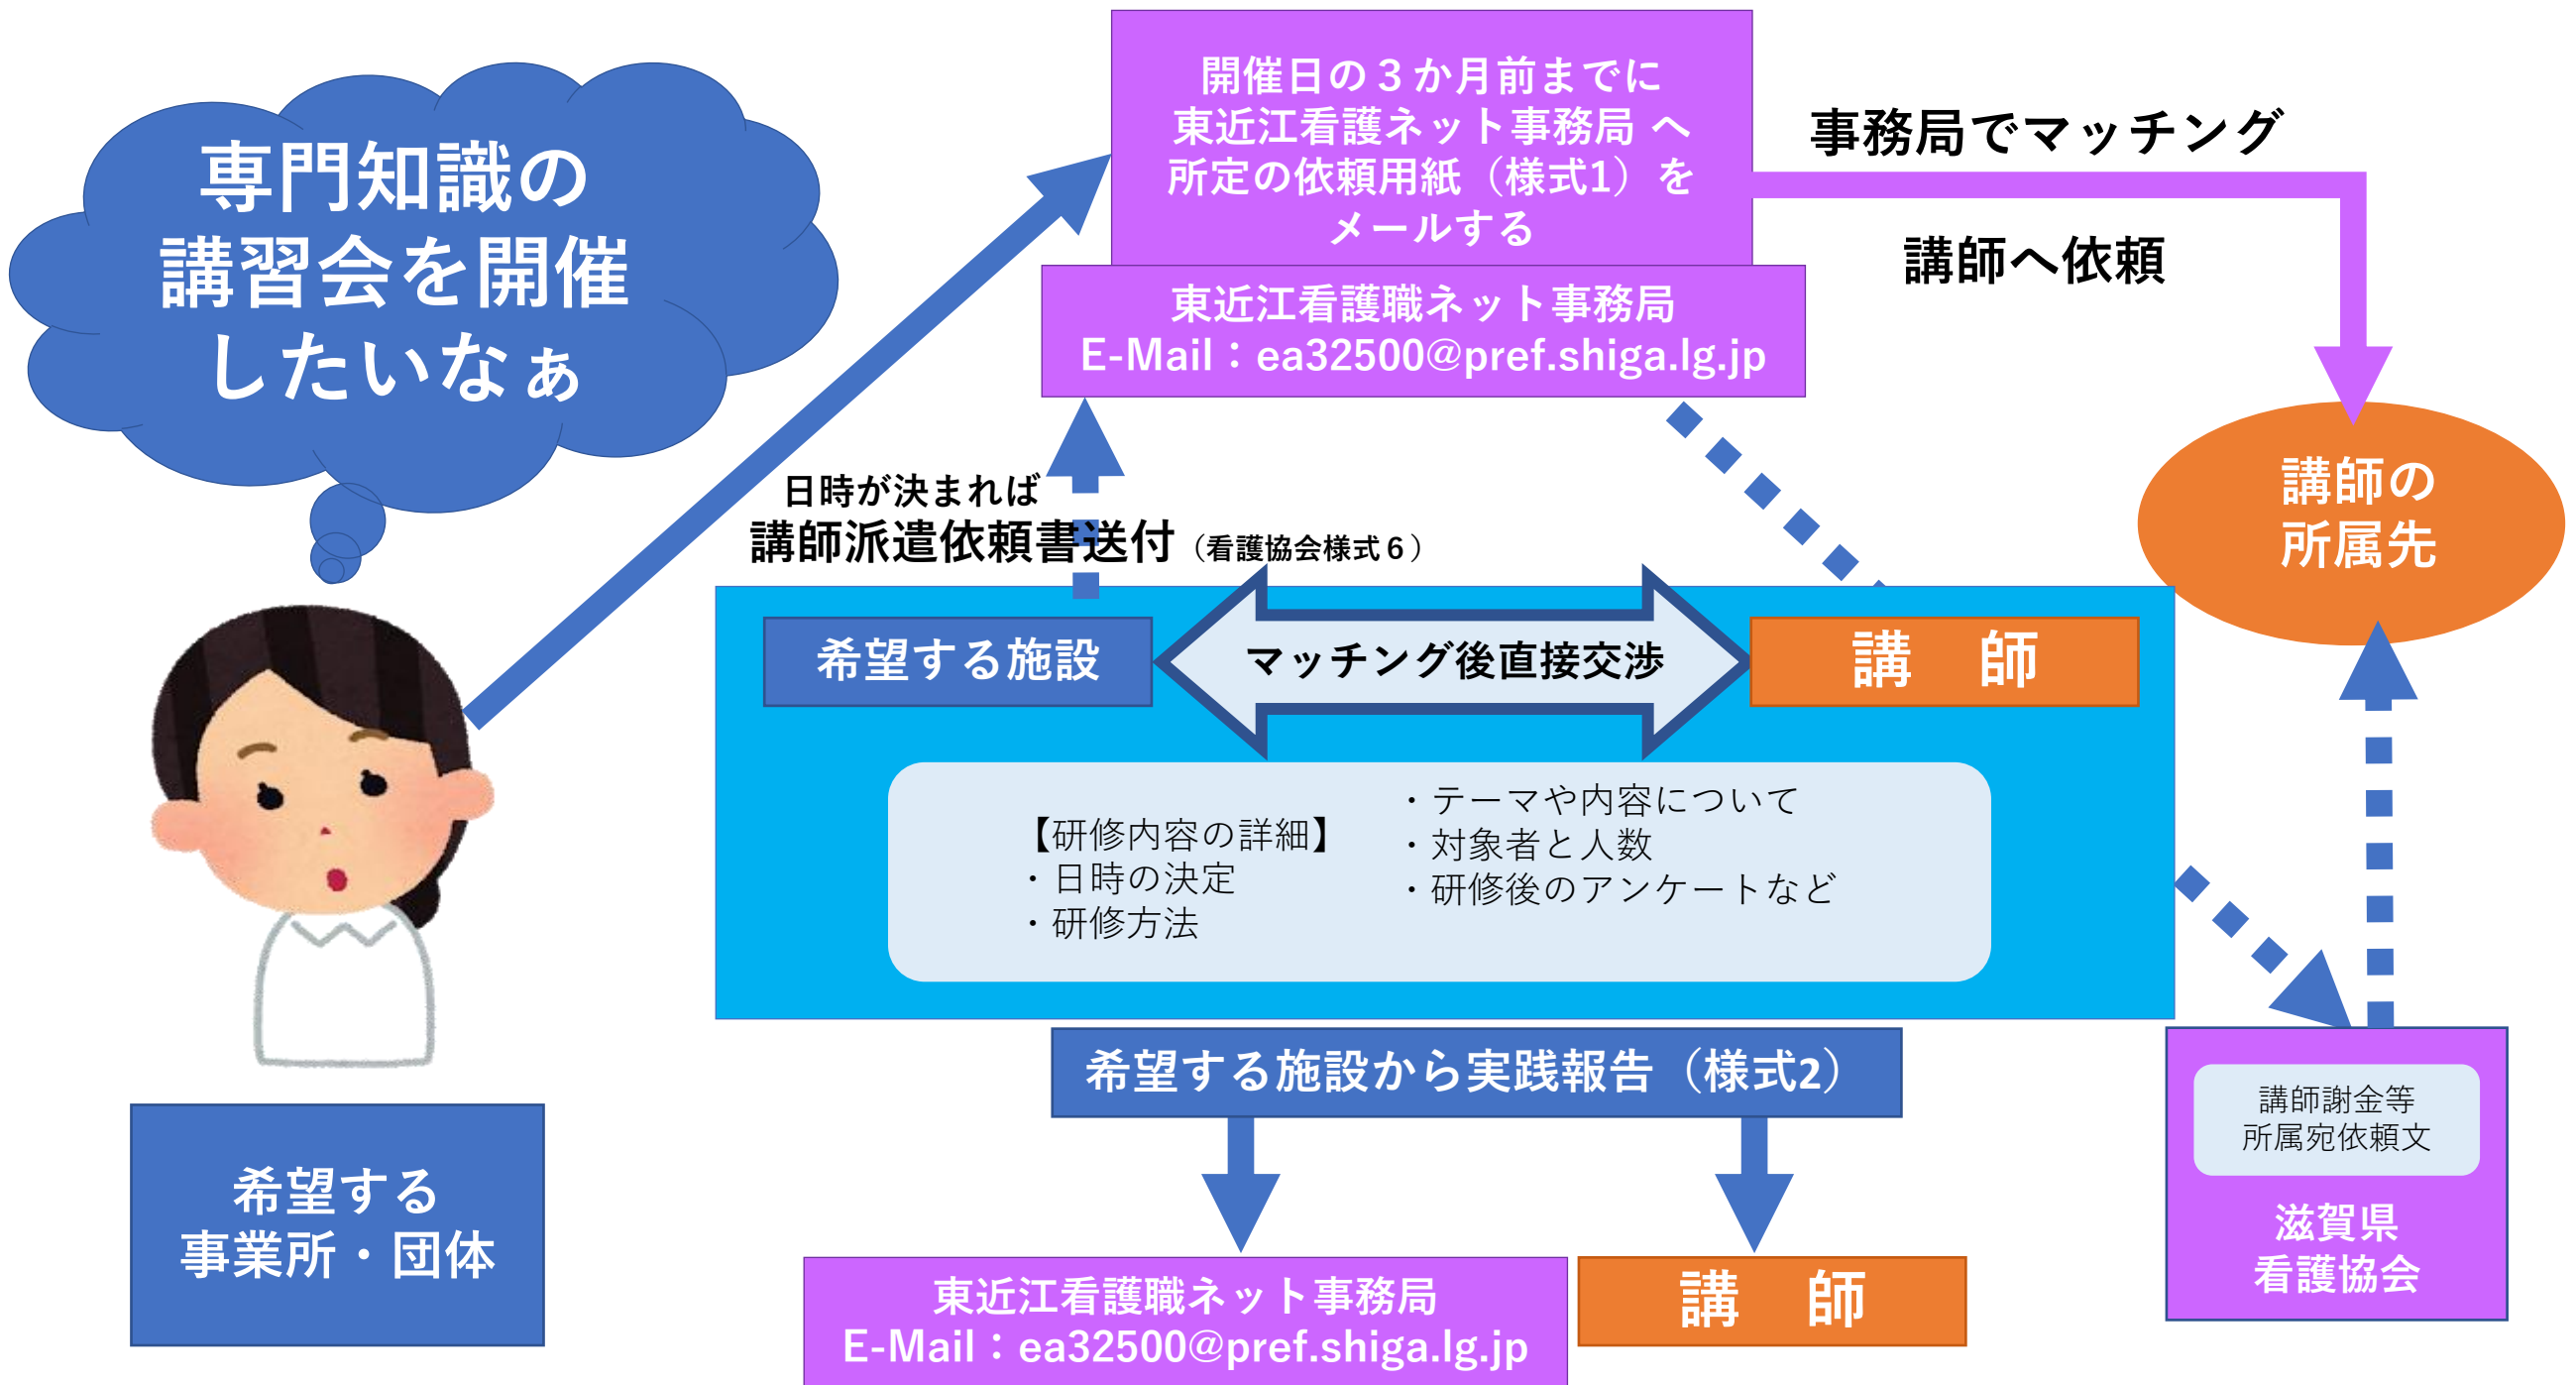 専門知識の
講習会を開催
したいなぁ
開催日の３か月前までに
東近江看護ネット事務局 へ
所定の依頼用紙（様式1）を
メールする
東近江看護職ネット事務局
E-Mail：ea32500@pref.shiga.lg.jp
事務局でマッチング
講師へ依頼
講師の
所属先
日時が決まれば
講師派遣依頼書送付（看護協会様式６）
希望する施設
マッチング後直接交渉
講　師
【研修内容の詳細】
・日時の決定
・研修方法
・テーマや内容について
・対象者と人数
・研修後のアンケートなど
希望する施設から実践報告（様式2）
東近江看護職ネット事務局
E-Mail：ea32500@pref.shiga.lg.jp
講　師
講師謝金等
所属宛依頼文
滋賀県
看護協会
希望する
事業所・団体